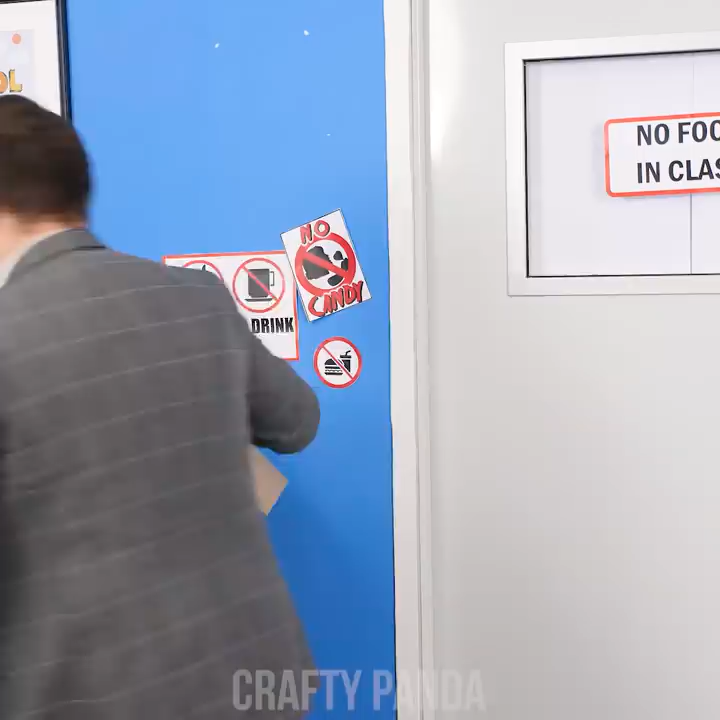 OL
NO
CANDY
DRINK
NO FOO
IN CLAS
CRAFTY PANDA